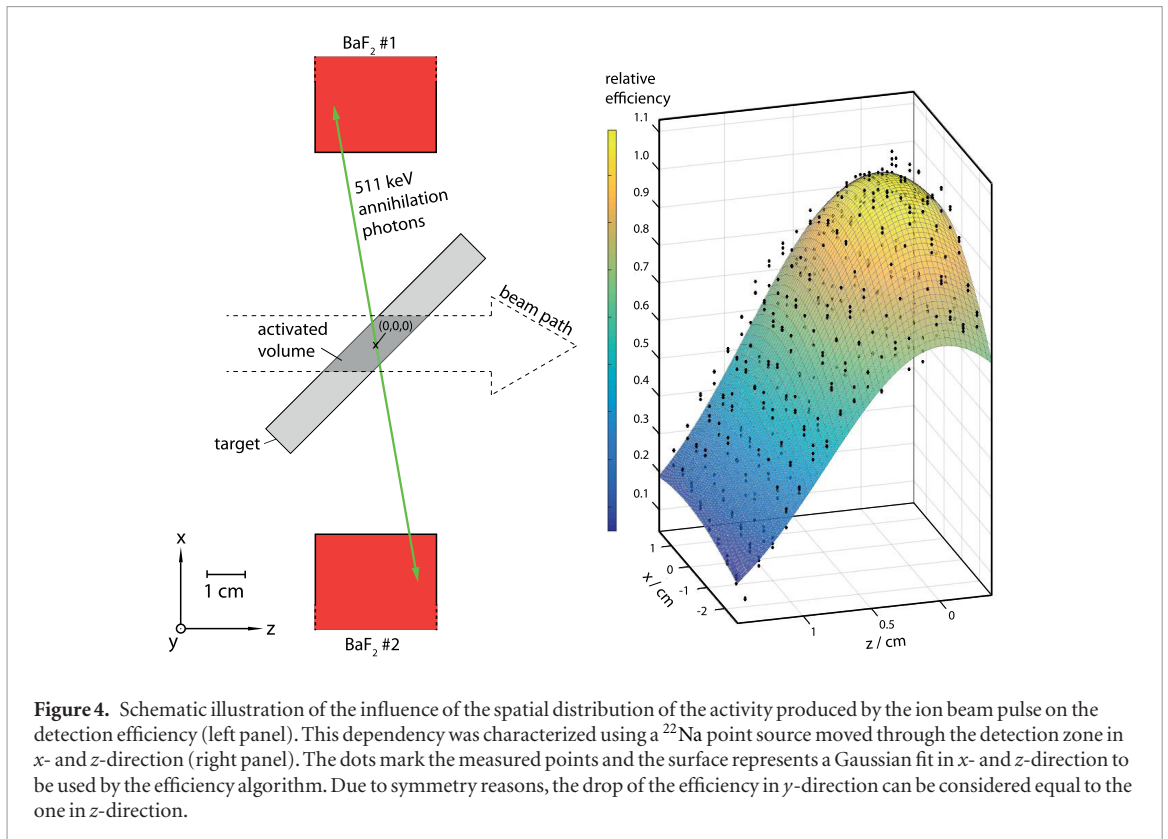 BaF2 #1
511 keV
annihilation
photons
beam path
(0,0,0)
activated
volume
target
x
x
1 cm
y
z
BaF2 #2
relative
efficiency
1.1
1.0
0.9
0.8
0.7
0.6
0.5
0.4
0.3
0.2
0.1
1
0
-1
-2
x / cm
1
0.5
0
z / cm
Figure 4. Schematic illustration of the influence of the spatial distribution of the activity produced by the ion beam pulse on the
detection efficiency (left panel). This dependency was characterized using a 22Na point source moved through the detection zone in
x- and z-direction (right panel). The dots mark the measured points and the surface represents a Gaussian fit in x- and z-direction to
be used by the efficiency algorithm. Due to symmetry reasons, the drop of the efficiency in y-direction can be considered equal to the
one in z-direction.